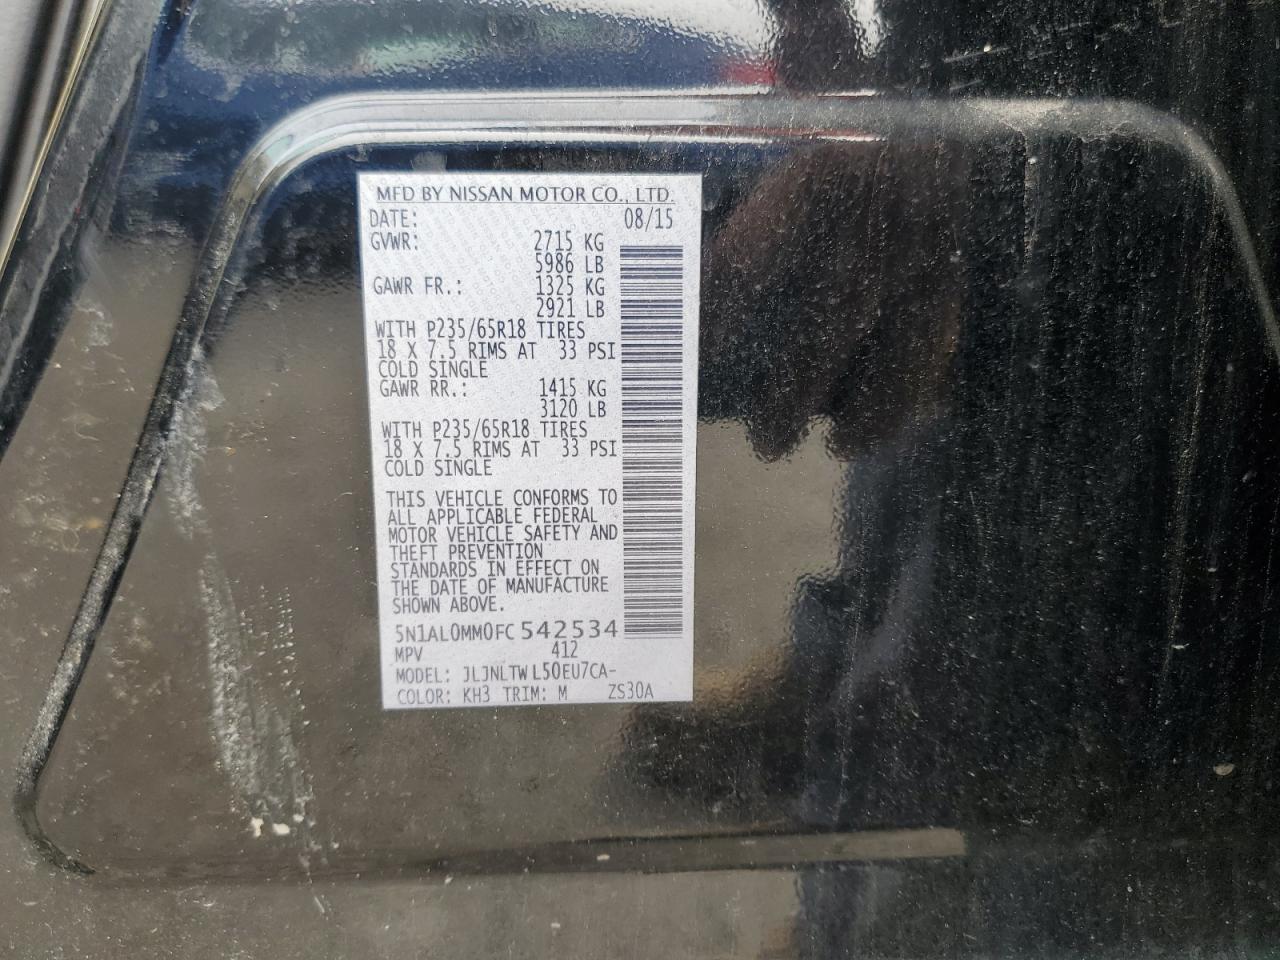 MFD BY NISSAN MOTOR CO., LTD.
DATE: 08/15
GVWR: 2715 KG
5986 LB
GAWR FR.: 1325 KG
2921 LB
WITH P235/65R18 TIRES
18 X 7.5 RIMS AT 33 PSI
COLD SINGLE
GAWR RR.: 1415 KG
3120 LB
WITH P235/65R18 TIRES
18 X 7.5 RIMS AT 33 PSI
COLD SINGLE
THIS VEHICLE CONFORMS TO
ALL APPLICABLE FEDERAL
MOTOR VEHICLE SAFETY AND
THEFT PREVENTION
STANDARDS IN EFFECT ON
THE DATE OF MANUFACTURE
SHOWN ABOVE.
5N1AL0MM0FC542534
MPV 412
MODEL: JLJNLTWL50EU7CA-
COLOR: KH3 TRIM: M ZS30A